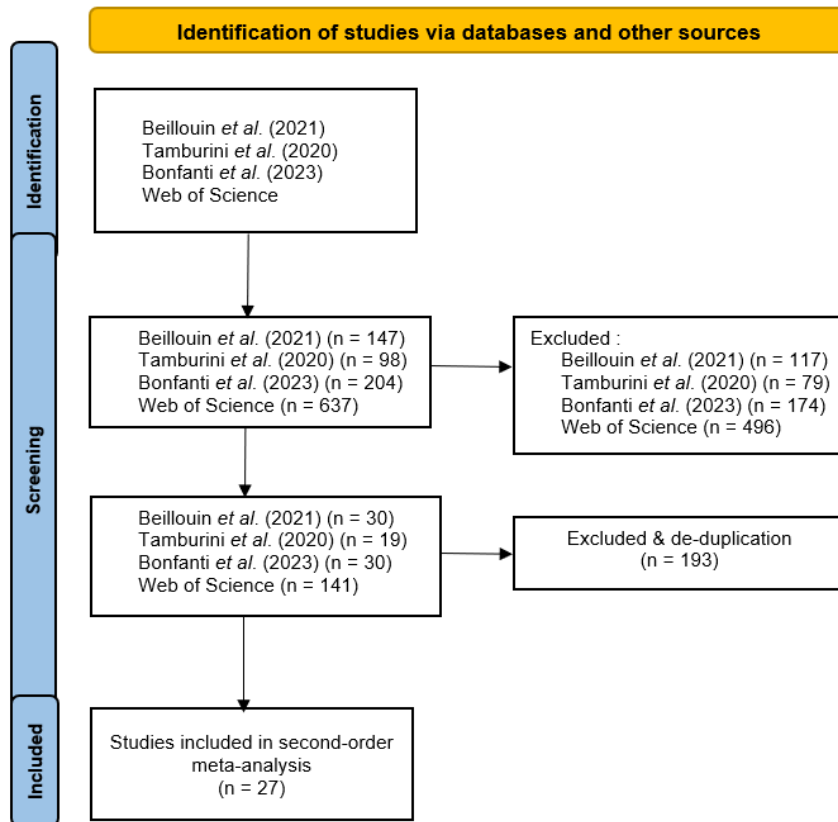 Identification of studies via databases and other sources
Identification
Beillouin et al. (2021)
Tamburini et al. (2020)
Bonfanti et al. (2023)
Web of Science
Screening
Beillouin et al. (2021) (n = 147)
Tamburini et al. (2020) (n = 98)
Bonfanti et al. (2023) (n = 204)
Web of Science (n = 637)
Excluded :
Beillouin et al. (2021) (n = 117)
Tamburini et al. (2020) (n = 79)
Bonfanti et al. (2023) (n = 174)
Web of Science (n = 496)
Beillouin et al. (2021) (n = 30)
Tamburini et al. (2020) (n = 19)
Bonfanti et al. (2023) (n = 30)
Web of Science (n = 141)
Excluded & de-duplication
(n = 193)
Included
Studies included in second-order
meta-analysis
(n = 27)